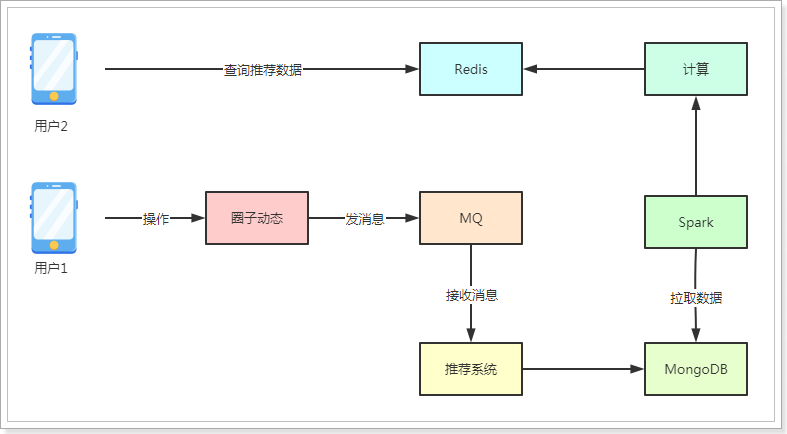 查询推荐数据
Redis
计算
用户2
操作
圈子动态
发消息
MQ
Spark
用户1
接收消息
拉取数据
推荐系统
MongoDB